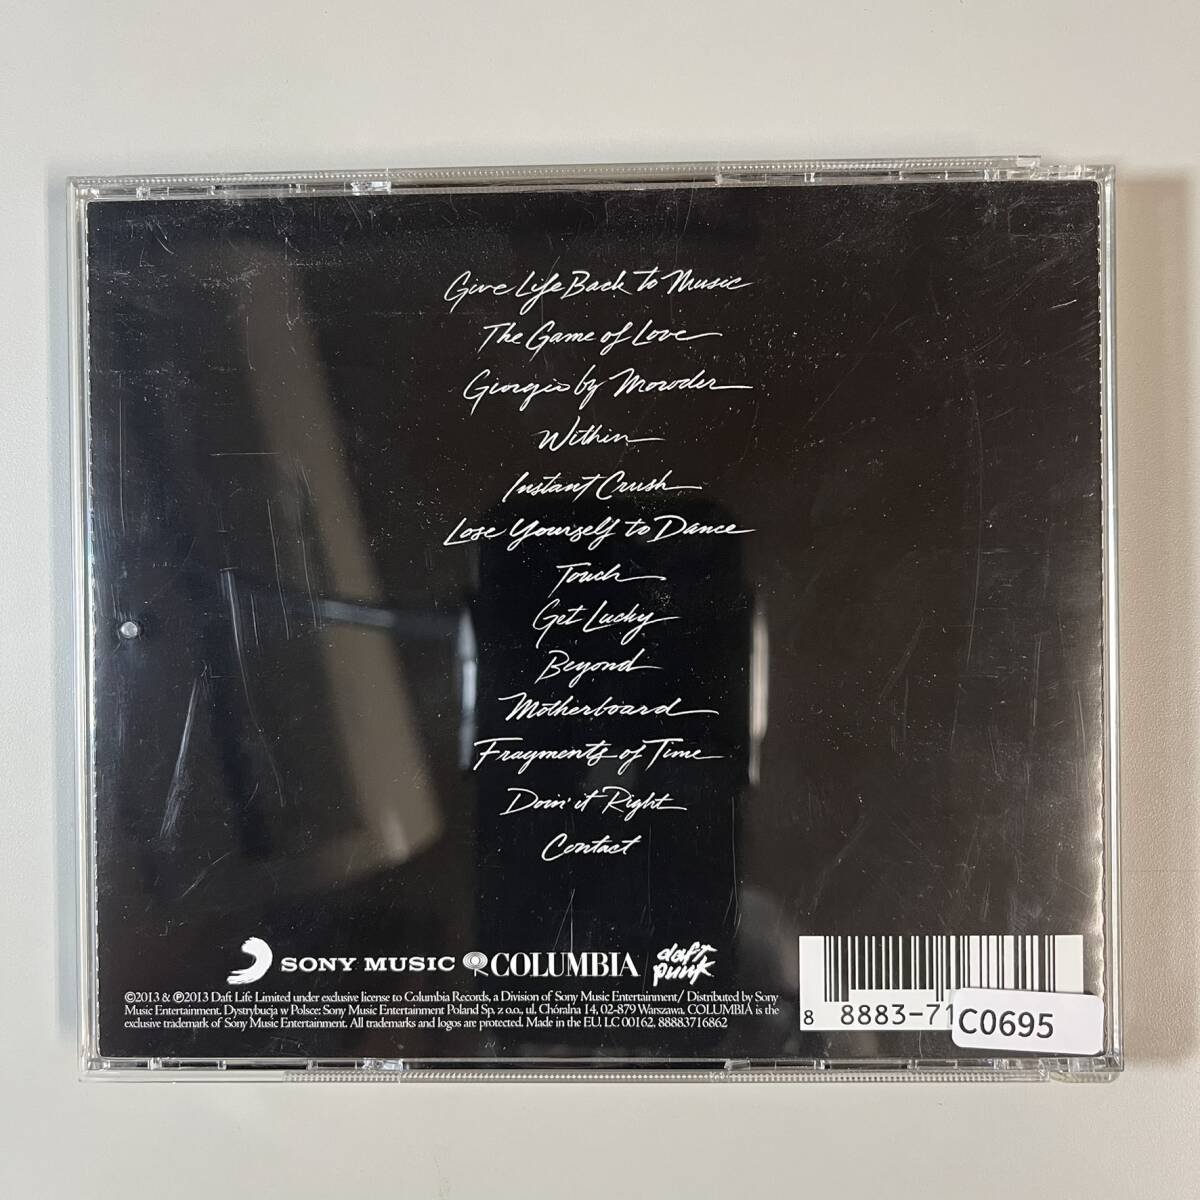 Give Life Back to Music
The Game of Love
Giorgio by Moroder
Within
Instant Crush
Lose Yourself to Dance
Touch
Get Lucky
Beyond
Motherboard
Fragments of Time
Doin' it Right
Contact
SONY MUSIC COLUMBIA daft punk
©2013 & ℗2013 Daft Life Limited under exclusive license to Columbia Records, a Division of Sony Music Entertainment/ Distributed by Sony
Music Entertainment. Dystrybucja w Polsce: Sony Music Entertainment Poland Sp. z o.o., ul. Chóralna 14, 02-879 Warszawa. COLUMBIA is the
exclusive trademark of Sony Music Entertainment. All trademarks and logos are protected. Made in the EU. LC 00162. 88883716862
8 8883-71
C0695